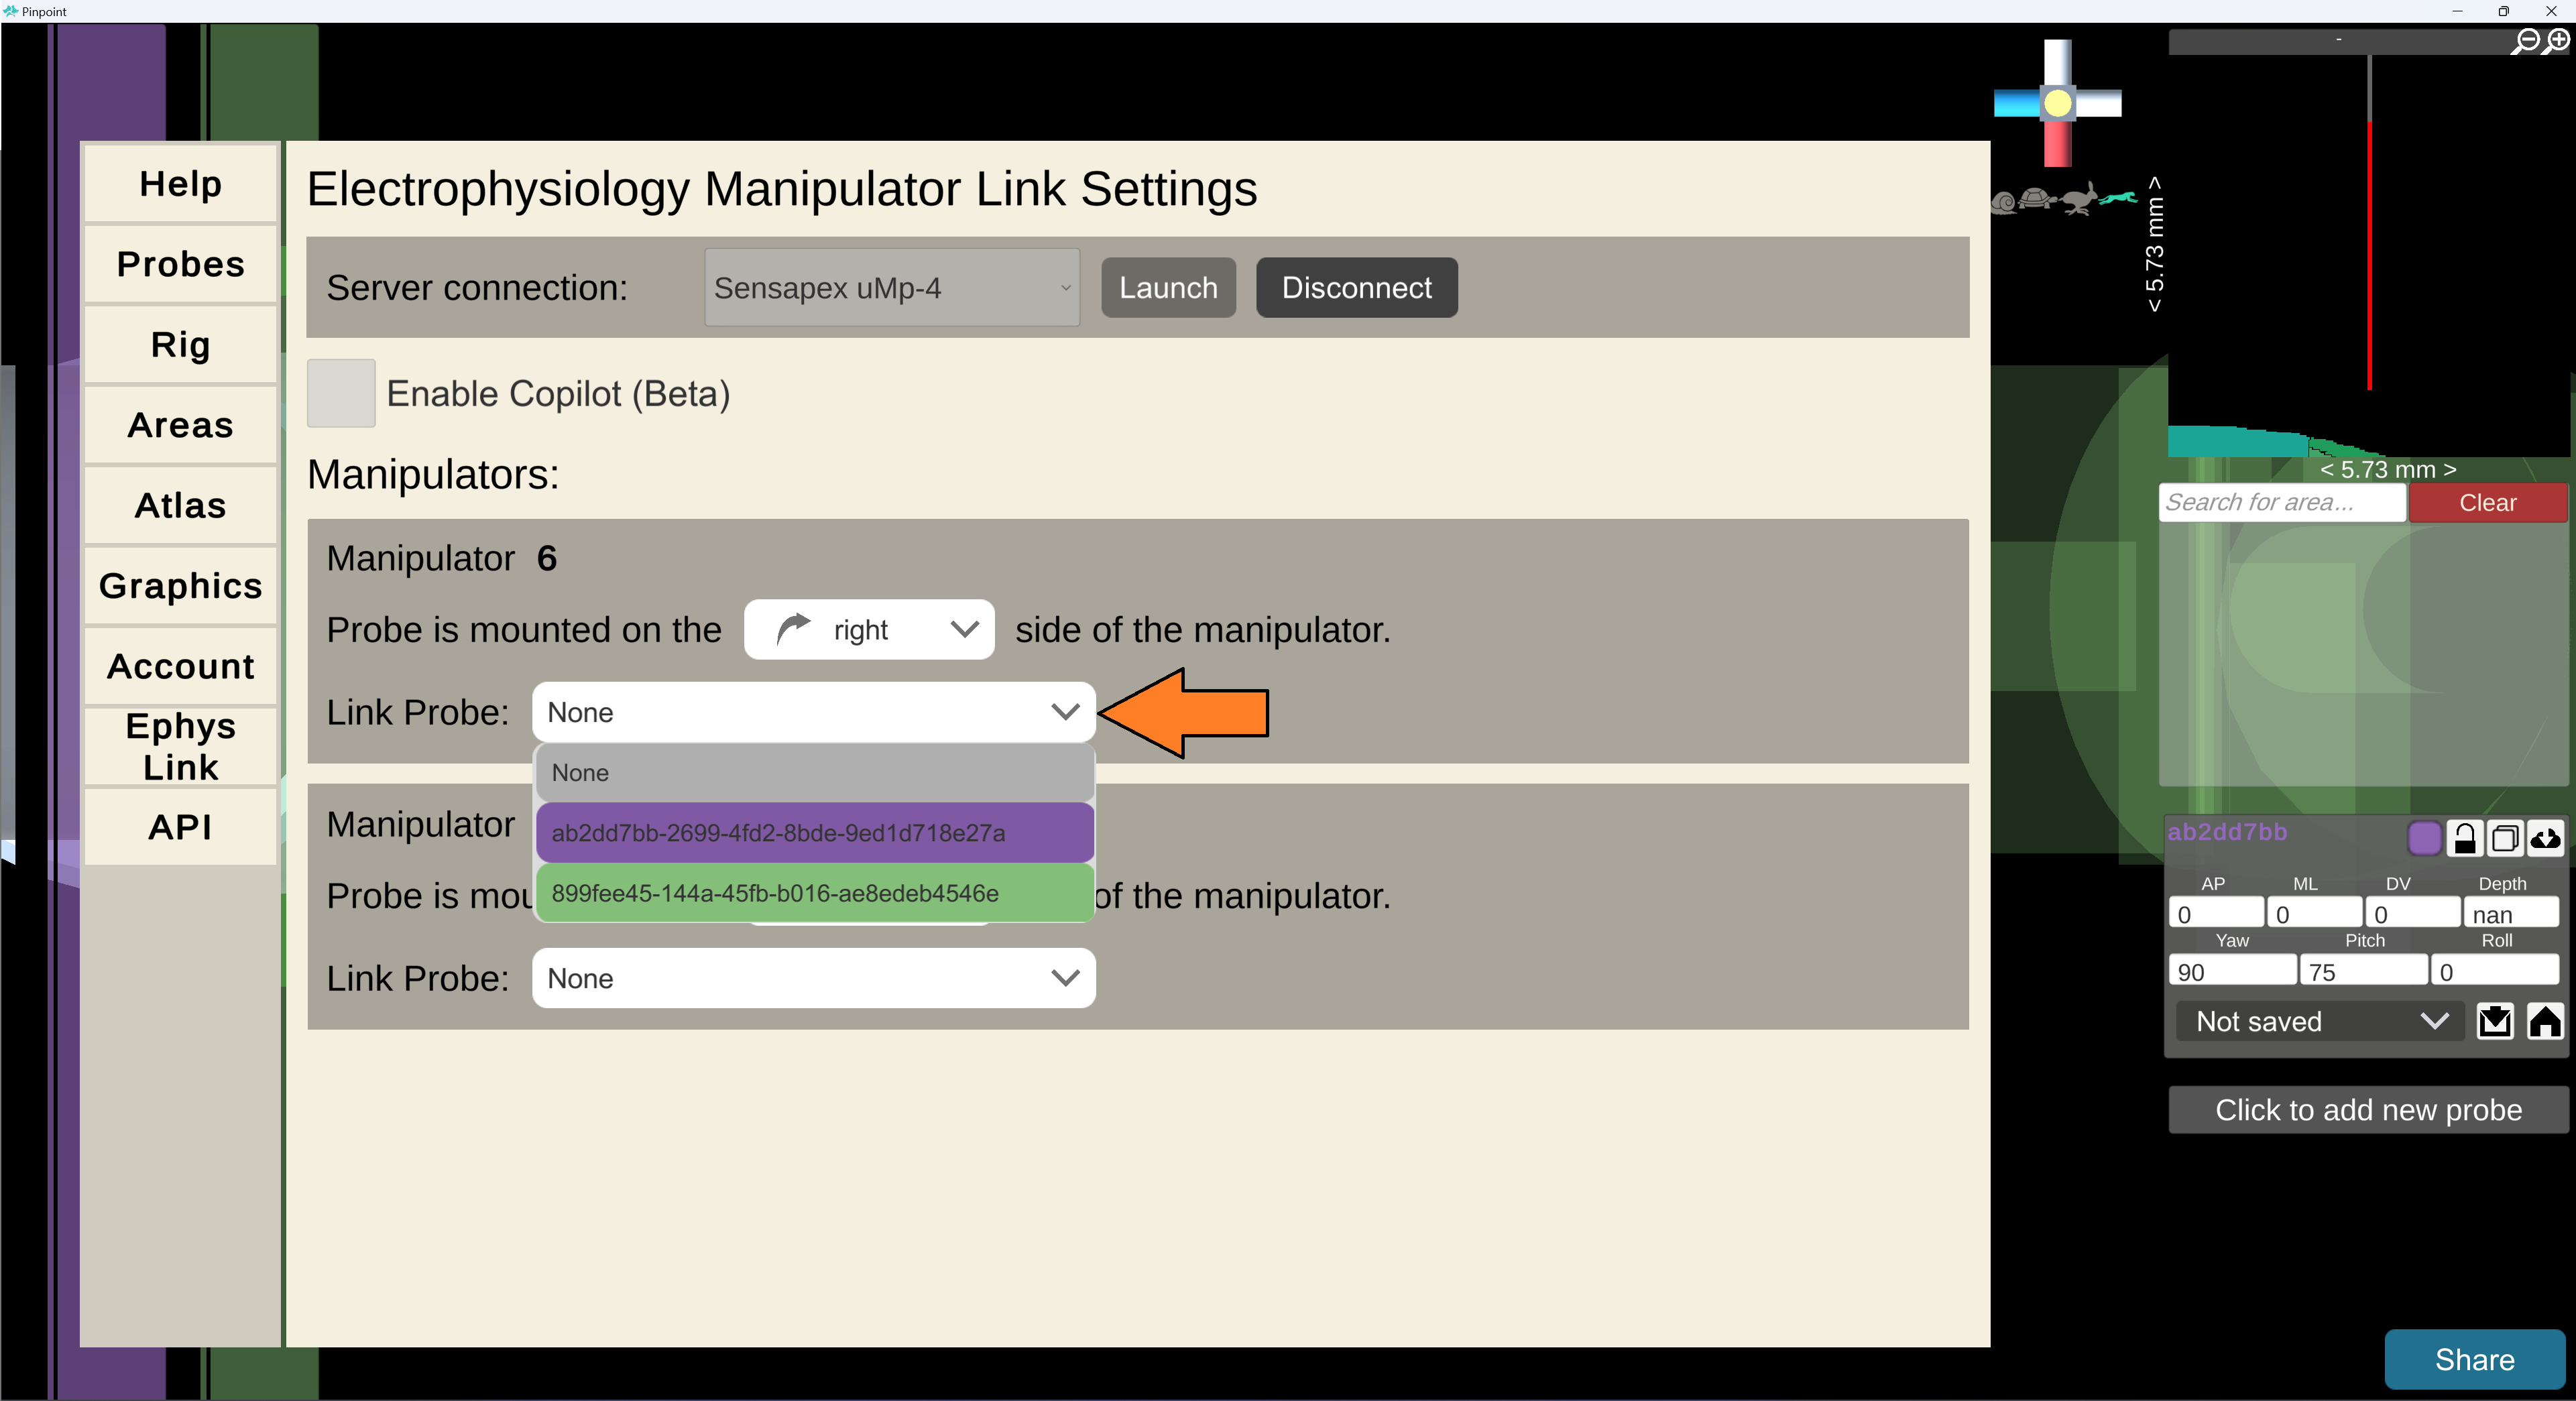 Pinpoint
-
Help
Probes
Rig
Areas
Atlas
Graphics
Account
Ephys
Link
API
Electrophysiology Manipulator Link Settings
Server connection: Sensapex uMp-4 Launch Disconnect
Enable Copilot (Beta)
Manipulators:
Manipulator 6
Probe is mounted on the right side of the manipulator.
Link Probe: None
None
ab2dd7bb-2699-4fd2-8bde-9ed1d718e27a
899fee45-144a-45fb-b016-ae8edeb4546e
Manipulator
Probe is mou of the manipulator.
Link Probe: None
< 5.73 mm >
< 5.73 mm >
Search for area... Clear
ab2dd7bb
AP ML DV Depth
0 0 0 nan
Yaw Pitch Roll
90 75 0
Not saved
Click to add new probe
Share